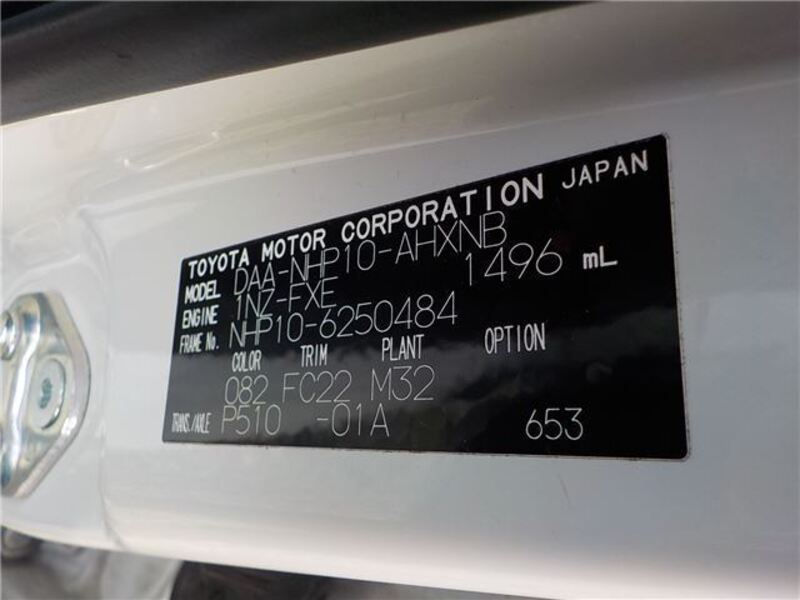 TOYOTA MOTOR CORPORATION JAPAN
MODEL DAA-NHP10-AHXNB
ENGINE 1NZ-FXE 1496 mL
FRAME No. NHP10-6250484
COLOR TRIM PLANT OPTION
082 FC22 M32
TRANS./AXLE P510 -01A 653